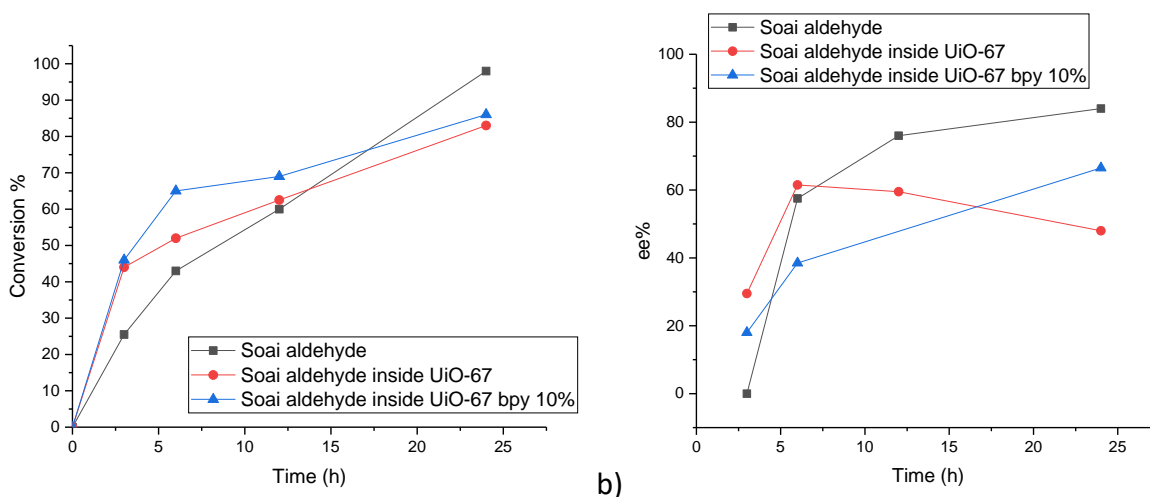 100
90
80
70
60
50
40
30
20
10
0
Conversion %
0 5 10 15 20 25
Time (h)
Soai aldehyde
Soai aldehyde inside UiO-67
Soai aldehyde inside UiO-67 bpy 10%
b)
Soai aldehyde
Soai aldehyde inside UiO-67
Soai aldehyde inside UiO-67 bpy 10%
100
80
60
40
20
0
ee%
0 5 10 15 20 25
Time (h)